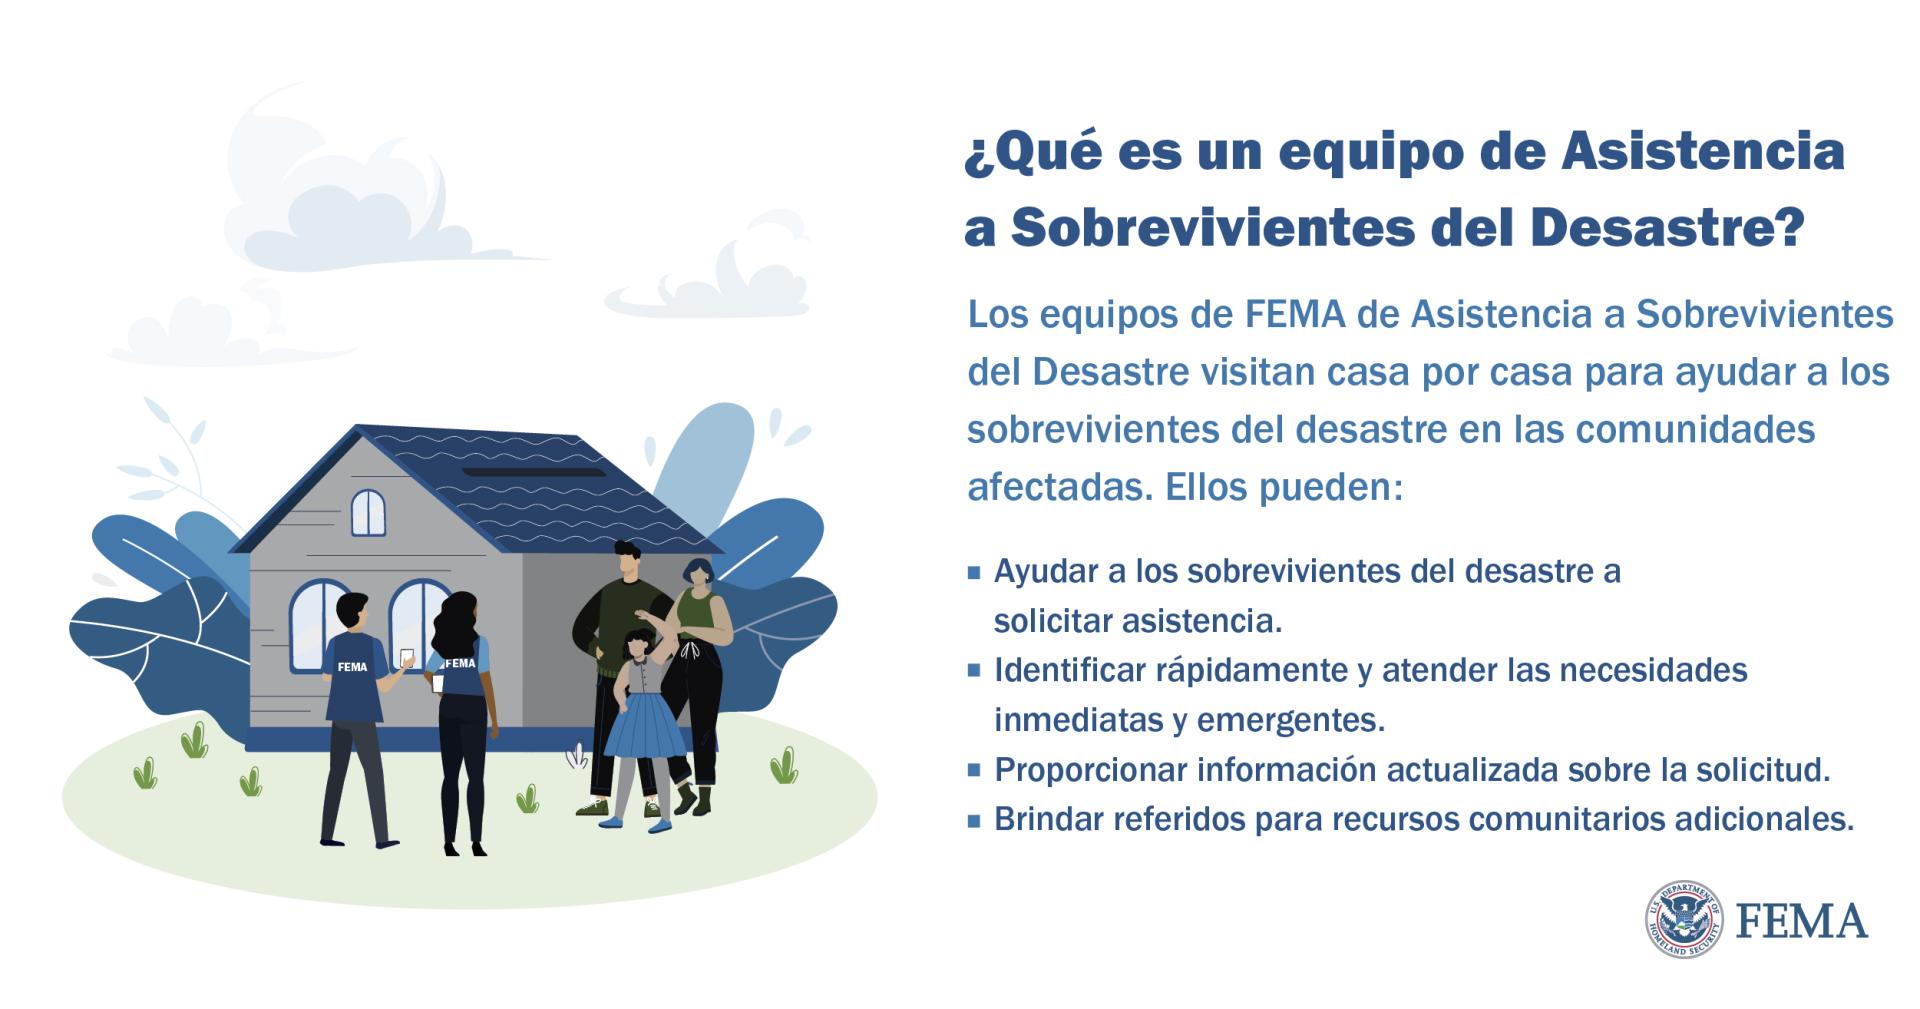 ¿Qué es un equipo de Asistencia
a Sobrevivientes del Desastre?
Los equipos de FEMA de Asistencia a Sobrevivientes
del Desastre visitan casa por casa para ayudar a los
sobrevivientes del desastre en las comunidades
afectadas. Ellos pueden:
Ayudar a los sobrevivientes del desastre a
solicitar asistencia.
Identificar rápidamente y atender las necesidades
inmediatas y emergentes.
Proporcionar información actualizada sobre la solicitud.
Brindar referidos para recursos comunitarios adicionales.
FEMA
FEMA
U.S. DEPARTMENT OF
HOMELAND SECURITY
FEMA